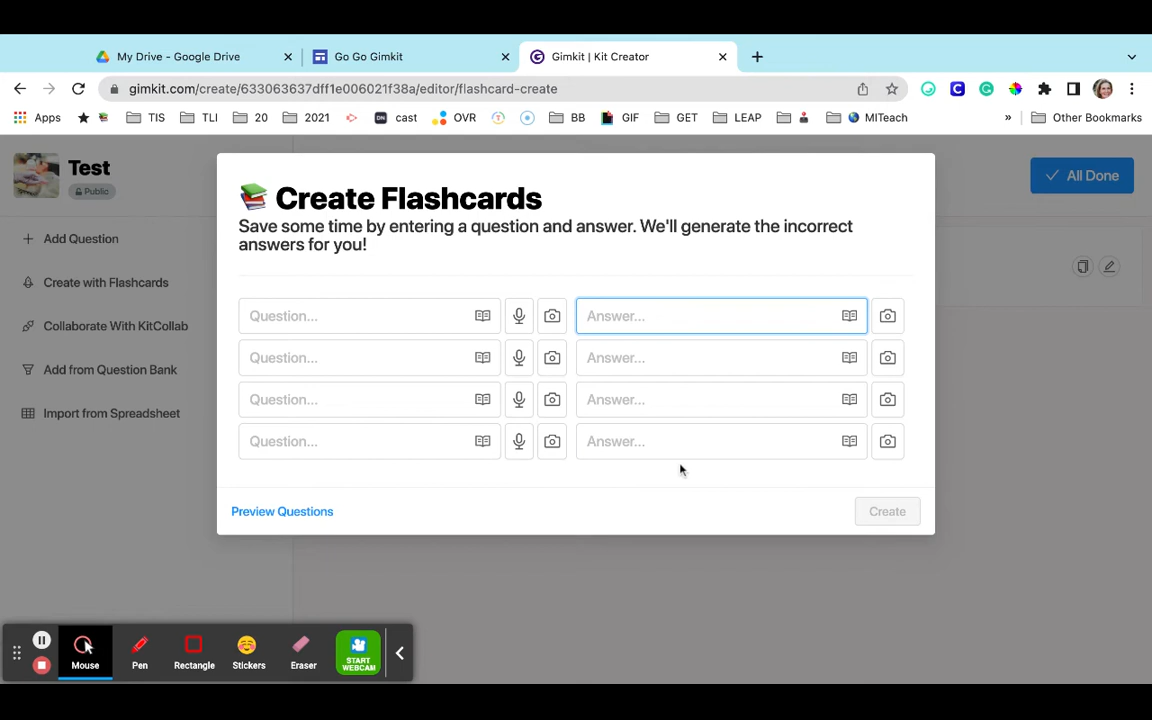 My Drive - Google Drive
Go Go Gimkit
Gimkit | Kit Creator
gimkit.com/create/633063637dff1e006021f38a/editor/flashcard-create
Apps TIS TLI 20 2021 DN cast OVR T BB GIF GET LEAP MITeach » Other Bookmarks
Test
Public
All Done
Add Question
Create with Flashcards
Collaborate With KitCollab
Add from Question Bank
Import from Spreadsheet
Create Flashcards
Save some time by entering a question and answer. We'll generate the incorrect
answers for you!
Question... Answer...
Question... Answer...
Question... Answer...
Question... Answer...
Preview Questions
Create
Mouse Pen Rectangle Stickers Eraser START
WEBCAM